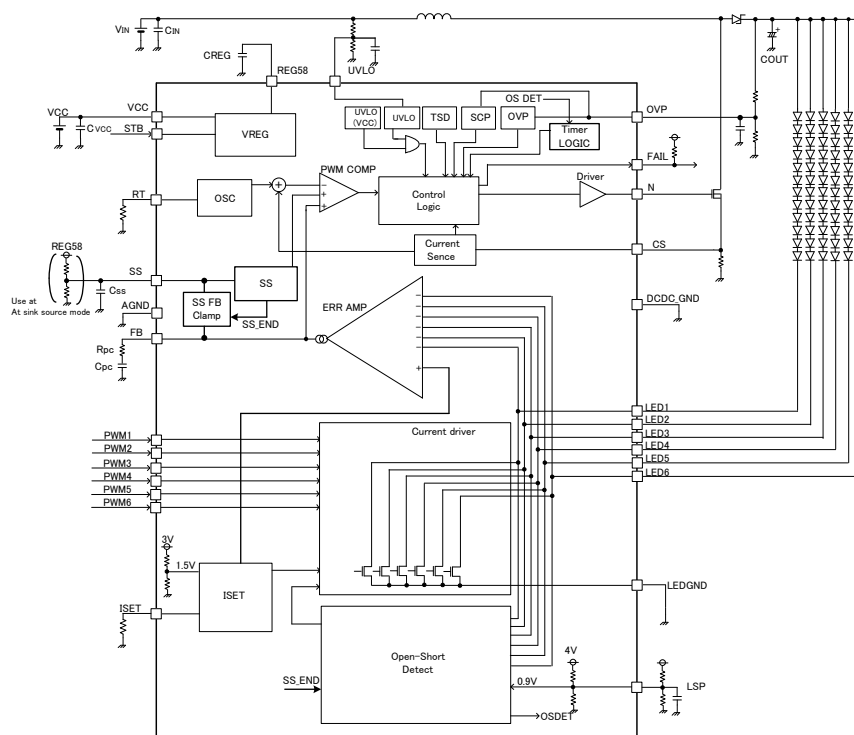 VIN
CIN
COUT
CREG
REG58
UVLO
VCC
VCC
CVCC
STB
VREG
UVLO
(VCC)
UVLO
TSD
SCP
OVP
OS DET
Timer
LOGIC
OVP
FAIL
PWM COMP
RT
OSC
Control
Logic
Driver
N
Current
Sence
CS
REG58
SS
Css
SS
Use at
At sink source mode
SS FB
Clamp
SS_END
AGND
FB
Rpc
Cpc
ERR AMP
DCDC_GND
LED1
LED2
LED3
LED4
LED5
LED6
PWM1
PWM2
PWM3
PWM4
PWM5
PWM6
Current driver
3V
1.5V
ISET
ISET
LEDGND
Open-Short
Detect
SS_END
4V
0.9V
LSP
OSDET